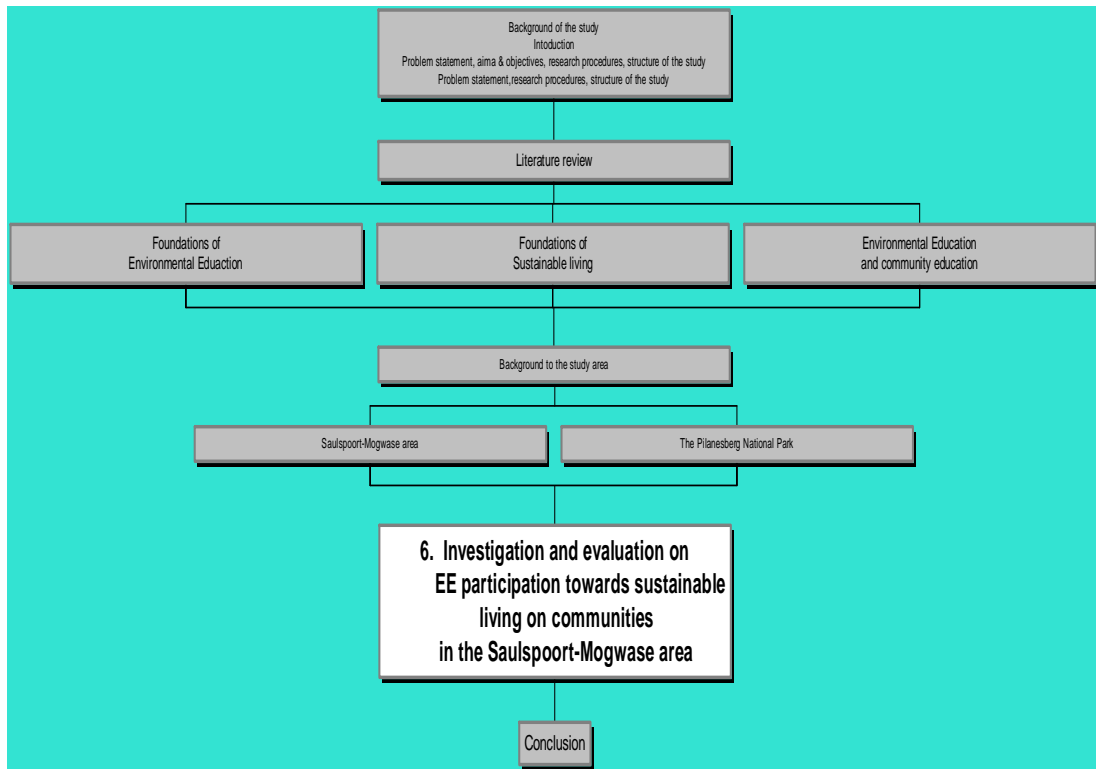 Background of the study
Intoduction
Problem statement, aima & objectives, research procedures, structure of the study
Problem statement,research procedures, structure of the study
Literature review
Foundations of
Environmental Eduaction
Foundations of
Sustainable living
Environmental Education
and community education
Background to the study area
Saulspoort-Mogwase area
The Pilanesberg National Park
6. Investigation and evaluation on
EE participation towards sustainable
living on communities
in the Saulspoort-Mogwase area
Conclusion